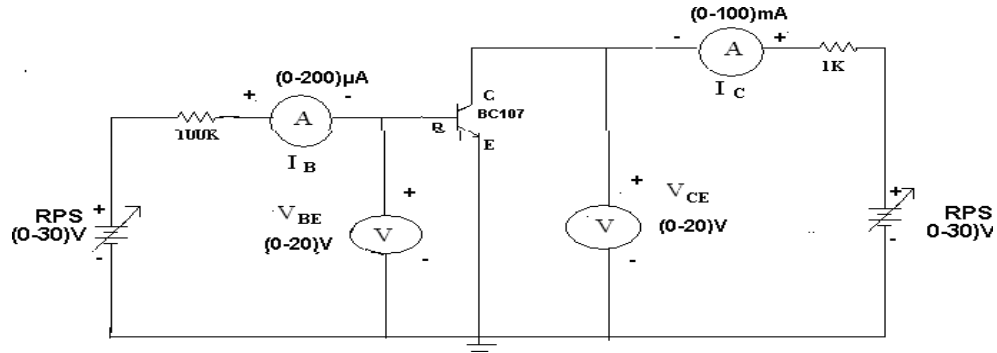 (0-100)mA
- A +
1K
I C
(0-200)µA
+ A -
100K
I B
C
BC107
B
E
RPS
(0-30)V
+
-
V BE
(0-20)V
+
V
-
V CE
(0-20)V
+
V
-
RPS
0-30)V
+
-